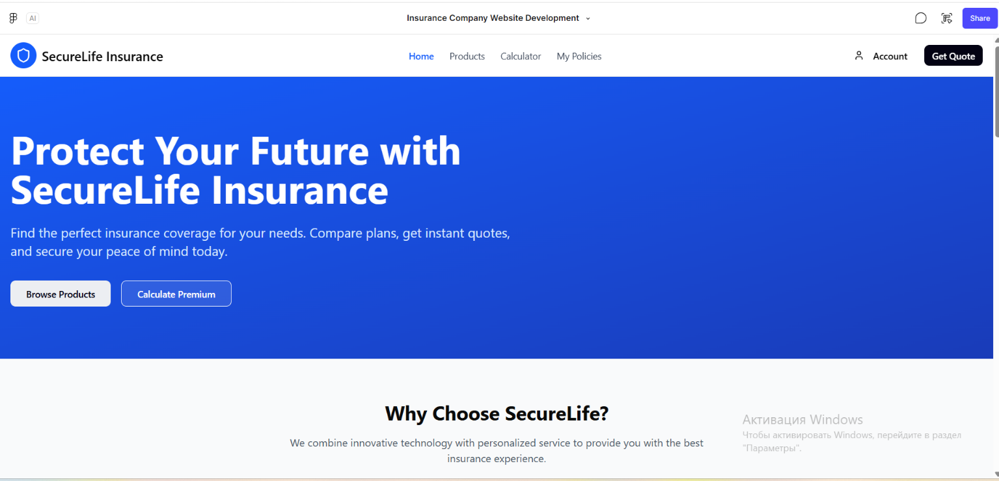 AI
Insurance Company Website Development
Share
SecureLife Insurance
Home
Products
Calculator
My Policies
Account
Get Quote
Protect Your Future with
SecureLife Insurance
Find the perfect insurance coverage for your needs. Compare plans, get instant quotes,
and secure your peace of mind today.
Browse Products
Calculate Premium
Why Choose SecureLife?
We combine innovative technology with personalized service to provide you with the best
insurance experience.
Активация Windows
Чтобы активировать Windows, перейдите в раздел
"Параметры".